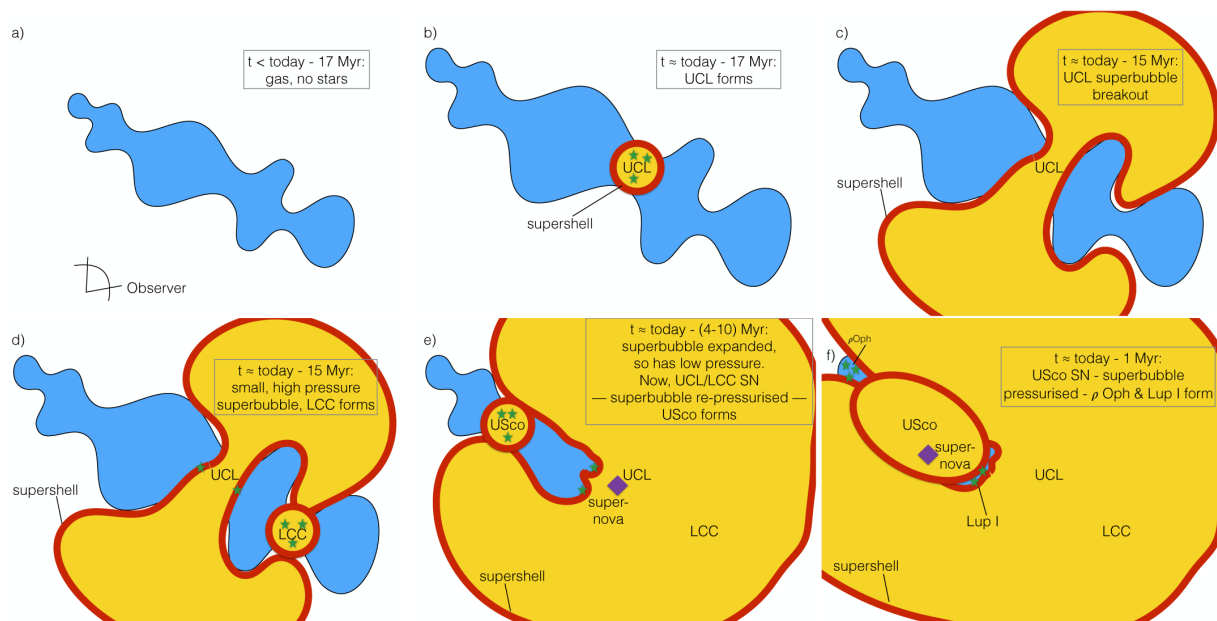 a)
t < today - 17 Myr:
gas, no stars
Observer
b)
t ≈ today - 17 Myr:
UCL forms
UCL
supershell
c)
t ≈ today - 15 Myr:
UCL superbubble
breakout
UCL
supershell
d)
t ≈ today - 15 Myr:
small, high pressure
superbubble, LCC forms
UCL
supershell
LCC
e)
t ≈ today - (4-10) Myr:
superbubble expanded,
so has low pressure.
Now, UCL/LCC SN
— superbubble re-pressurised —
USco forms
USco
UCL
super-
nova
LCC
supershell
f)
ρOph
t ≈ today - 1 Myr:
USco SN - superbubble
pressurised - ρ Oph & Lup I form
USco
super-
nova
UCL
Lup I
LCC
supershell